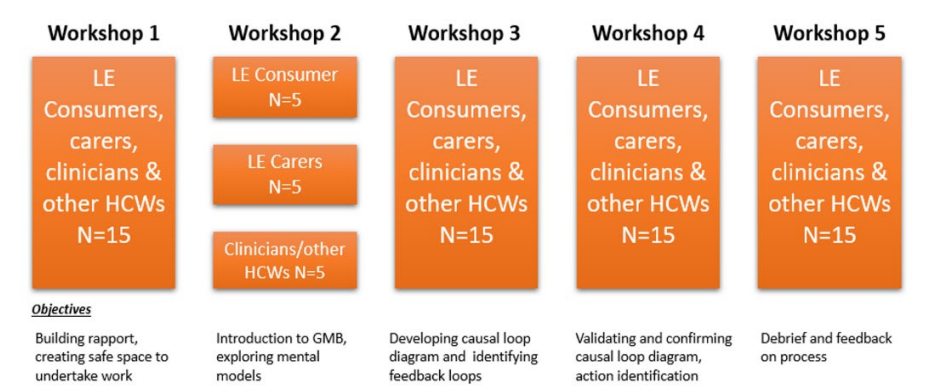 Workshop 1
Workshop 2
Workshop 3
Workshop 4
Workshop 5
LE
Consumers,
carers,
clinicians &
other HCWs
N=15
LE Consumer
N=5
LE Carers
N=5
Clinicians/other
HCWs N=5
LE
Consumers,
carers,
clinicians &
other HCWs
N=15
LE
Consumers,
carers,
clinicians &
other HCWs
N=15
LE
Consumers,
carers,
clinicians &
other HCWs
N=15
Objectives
Building rapport,
creating safe space to
undertake work
Introduction to GMB,
exploring mental
models
Developing causal loop
diagram and identifying
feedback loops
Validating and confirming
causal loop diagram,
action identification
Debrief and feedback
on process